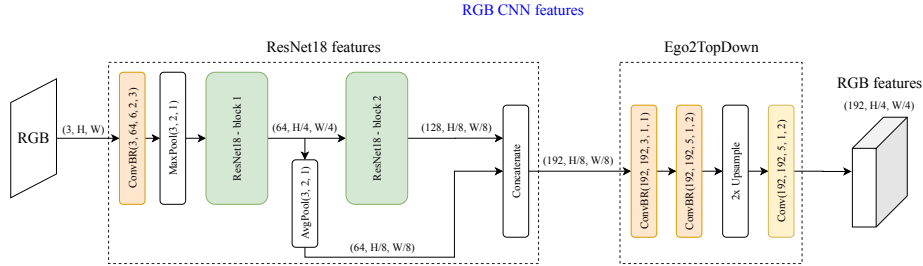 RGB CNN features
ResNet18 features
Ego2TopDown
RGB features
(192, H/4, W/4)
RGB
(3, H, W)
ConvBR(3, 64, 6, 2, 3)
MaxPool(3, 2, 1)
ResNet18 - block 1
(64, H/4, W/4)
AvgPool(3, 2, 1)
ResNet18 - block 2
(128, H/8, W/8)
(64, H/8, W/8)
Concatenate
(192, H/8, W/8)
ConvBR(192, 192, 3, 1, 1)
ConvBR(192, 192, 5, 1, 2)
2x Upsample
Conv(192, 192, 5, 1, 2)